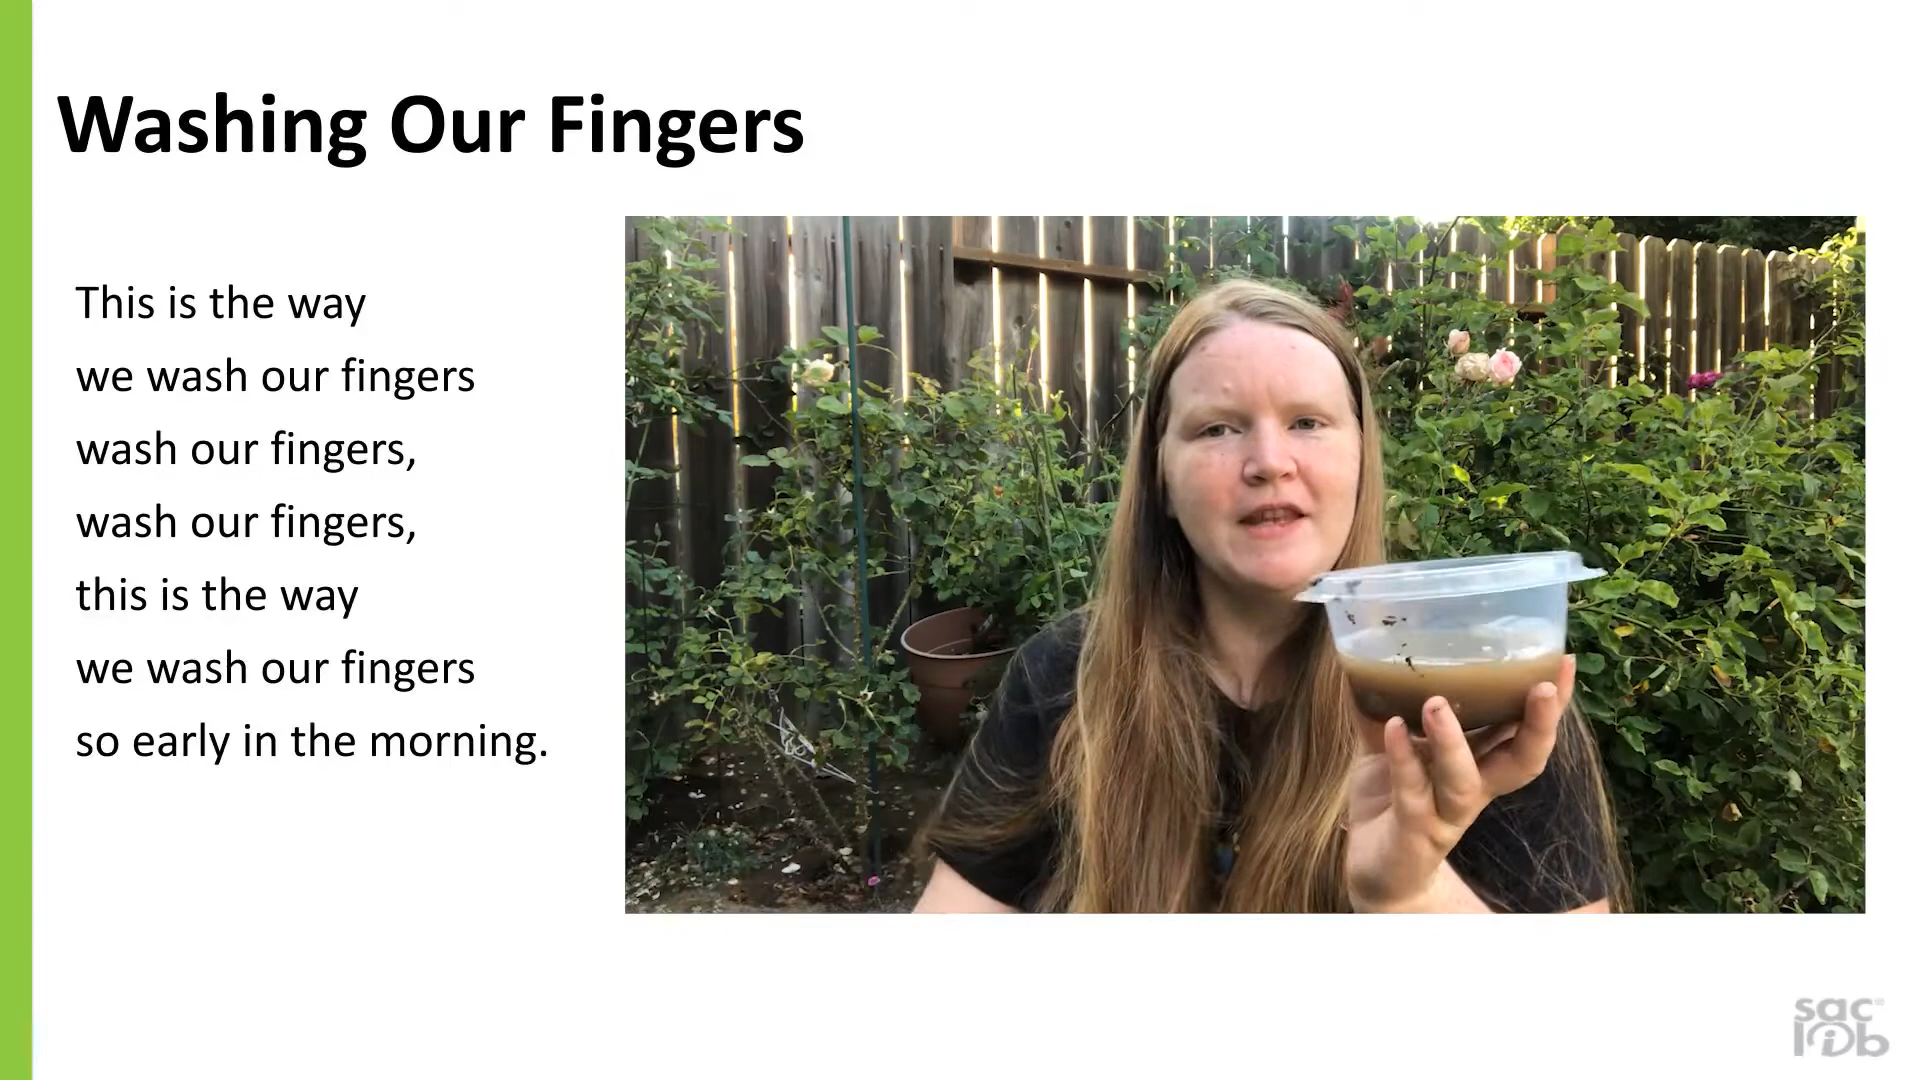 Washing Our Fingers
This is the way
we wash our fingers
wash our fingers,
wash our fingers,
this is the way
we wash our fingers
so early in the morning.
sac
lib